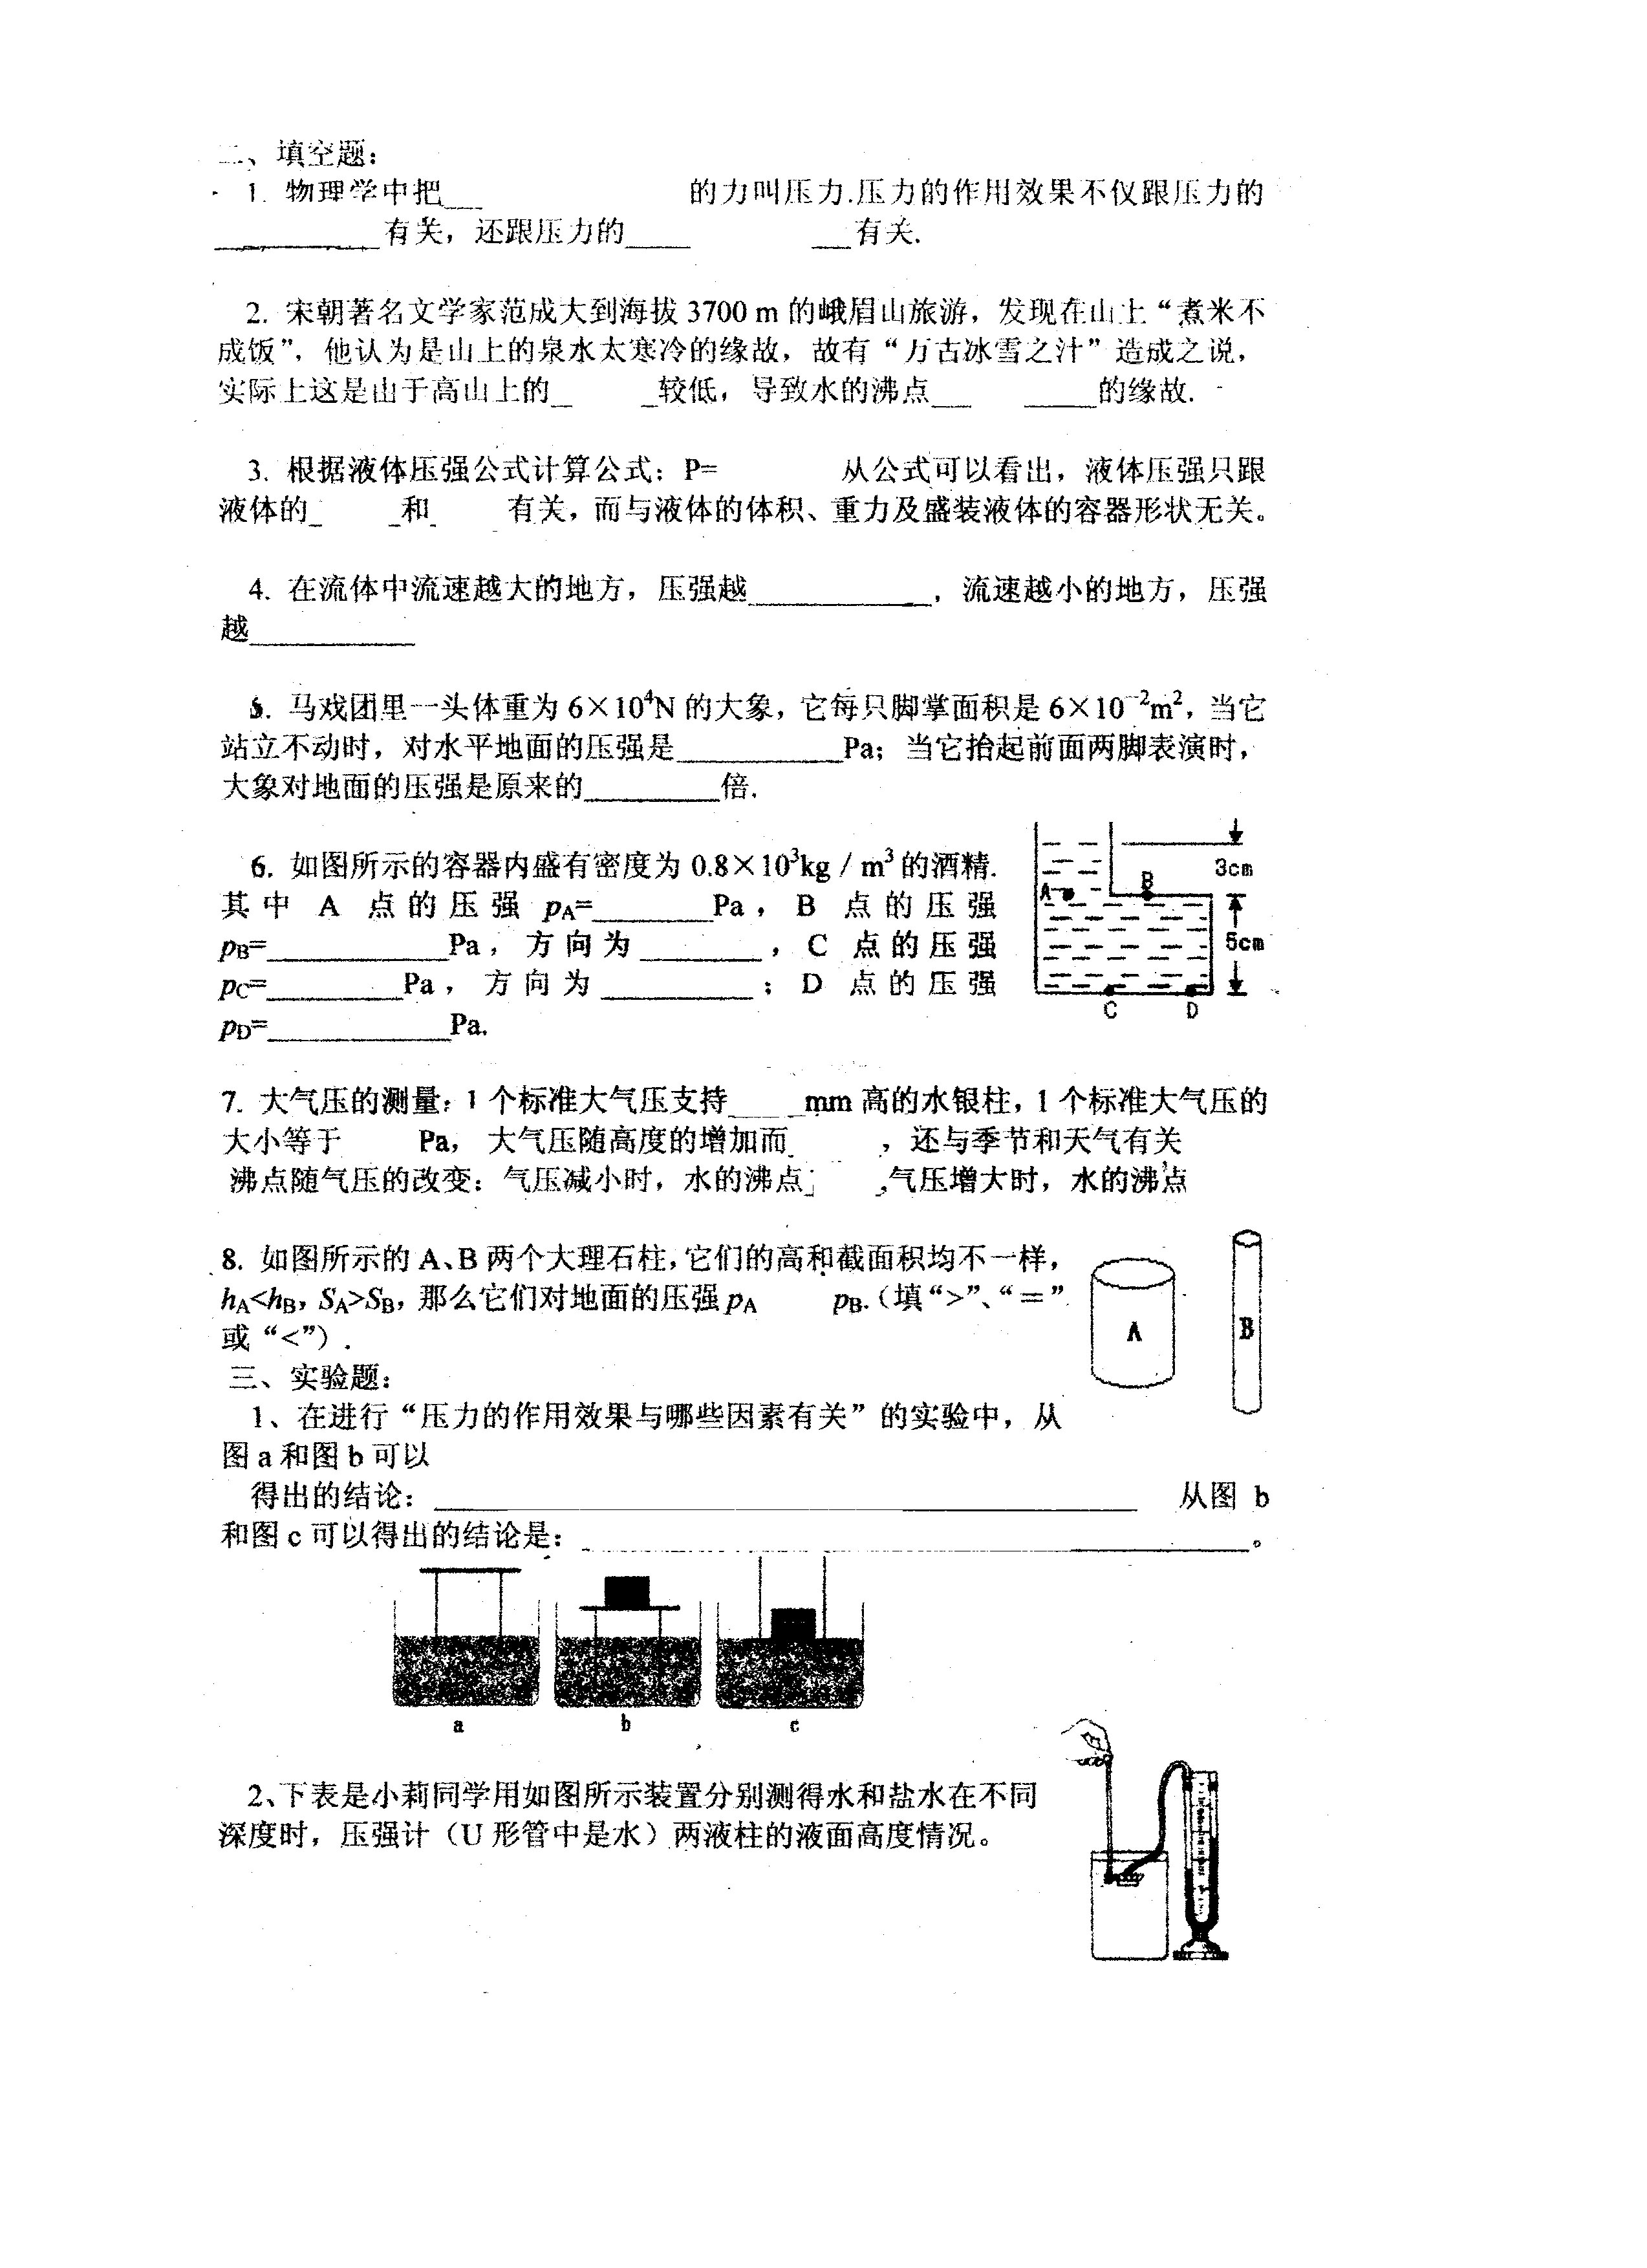 二、填空题：
1. 物理学中把___ 的力叫压力.压力的作用效果不仅跟压力的
___________有关，还跟压力的____ ___有关.
2. 宋朝著名文学家范成大到海拔 3700 m 的峨眉山旅游，发现在山上“煮米不
成饭”，他认为是山上的泉水太寒冷的缘故，故有“万古冰雪之汁”造成之说，
实际上这是由于高山上的_ _较低，导致水的沸点___ _____的缘故.
3. 根据液体压强公式计算公式：P= 从公式可以看出，液体压强只跟
液体的_ _和_ 有关，而与液体的体积、重力及盛装液体的容器形状无关。
4. 在流体中流速越大的地方，压强越____________，流速越小的地方，压强
越___________
5. 马戏团里一头体重为 6×10⁴N 的大象，它每只脚掌面积是 6×10⁻²m²，当它
站立不动时，对水平地面的压强是___________Pa；当它抬起前面两脚表演时，
大象对地面的压强是原来的_________倍.
6. 如图所示的容器内盛有密度为 0.8×10³kg / m³ 的酒精.
其中 A 点的压强 pA=________Pa，B 点的压强
pB=____________Pa，方向为________，C 点的压强
pC=_________Pa，方向为__________；D 点的压强
pD=____________Pa.
3cm
A
B
5cm
C D
7. 大气压的测量：1 个标准大气压支持___ _mm 高的水银柱，1 个标准大气压的
大小等于 Pa， 大气压随高度的增加而 ，还与季节和天气有关
沸点随气压的改变：气压减小时，水的沸点 ,气压增大时，水的沸点
8. 如图所示的 A、B 两个大理石柱，它们的高和截面积均不一样，
hA<hB，SA>SB，那么它们对地面的压强 pA pB.（填“>”、“＝”
或“<”）.
A B
三、实验题：
1、在进行“压力的作用效果与哪些因素有关”的实验中，从
图 a 和图 b 可以
得出的结论：_______________________________________________ 从图 b
和图 c 可以得出的结论是：_____________________________________________。
a b c
2、下表是小莉同学用如图所示装置分别测得水和盐水在不同
深度时，压强计（U 形管中是水）两液柱的液面高度情况。